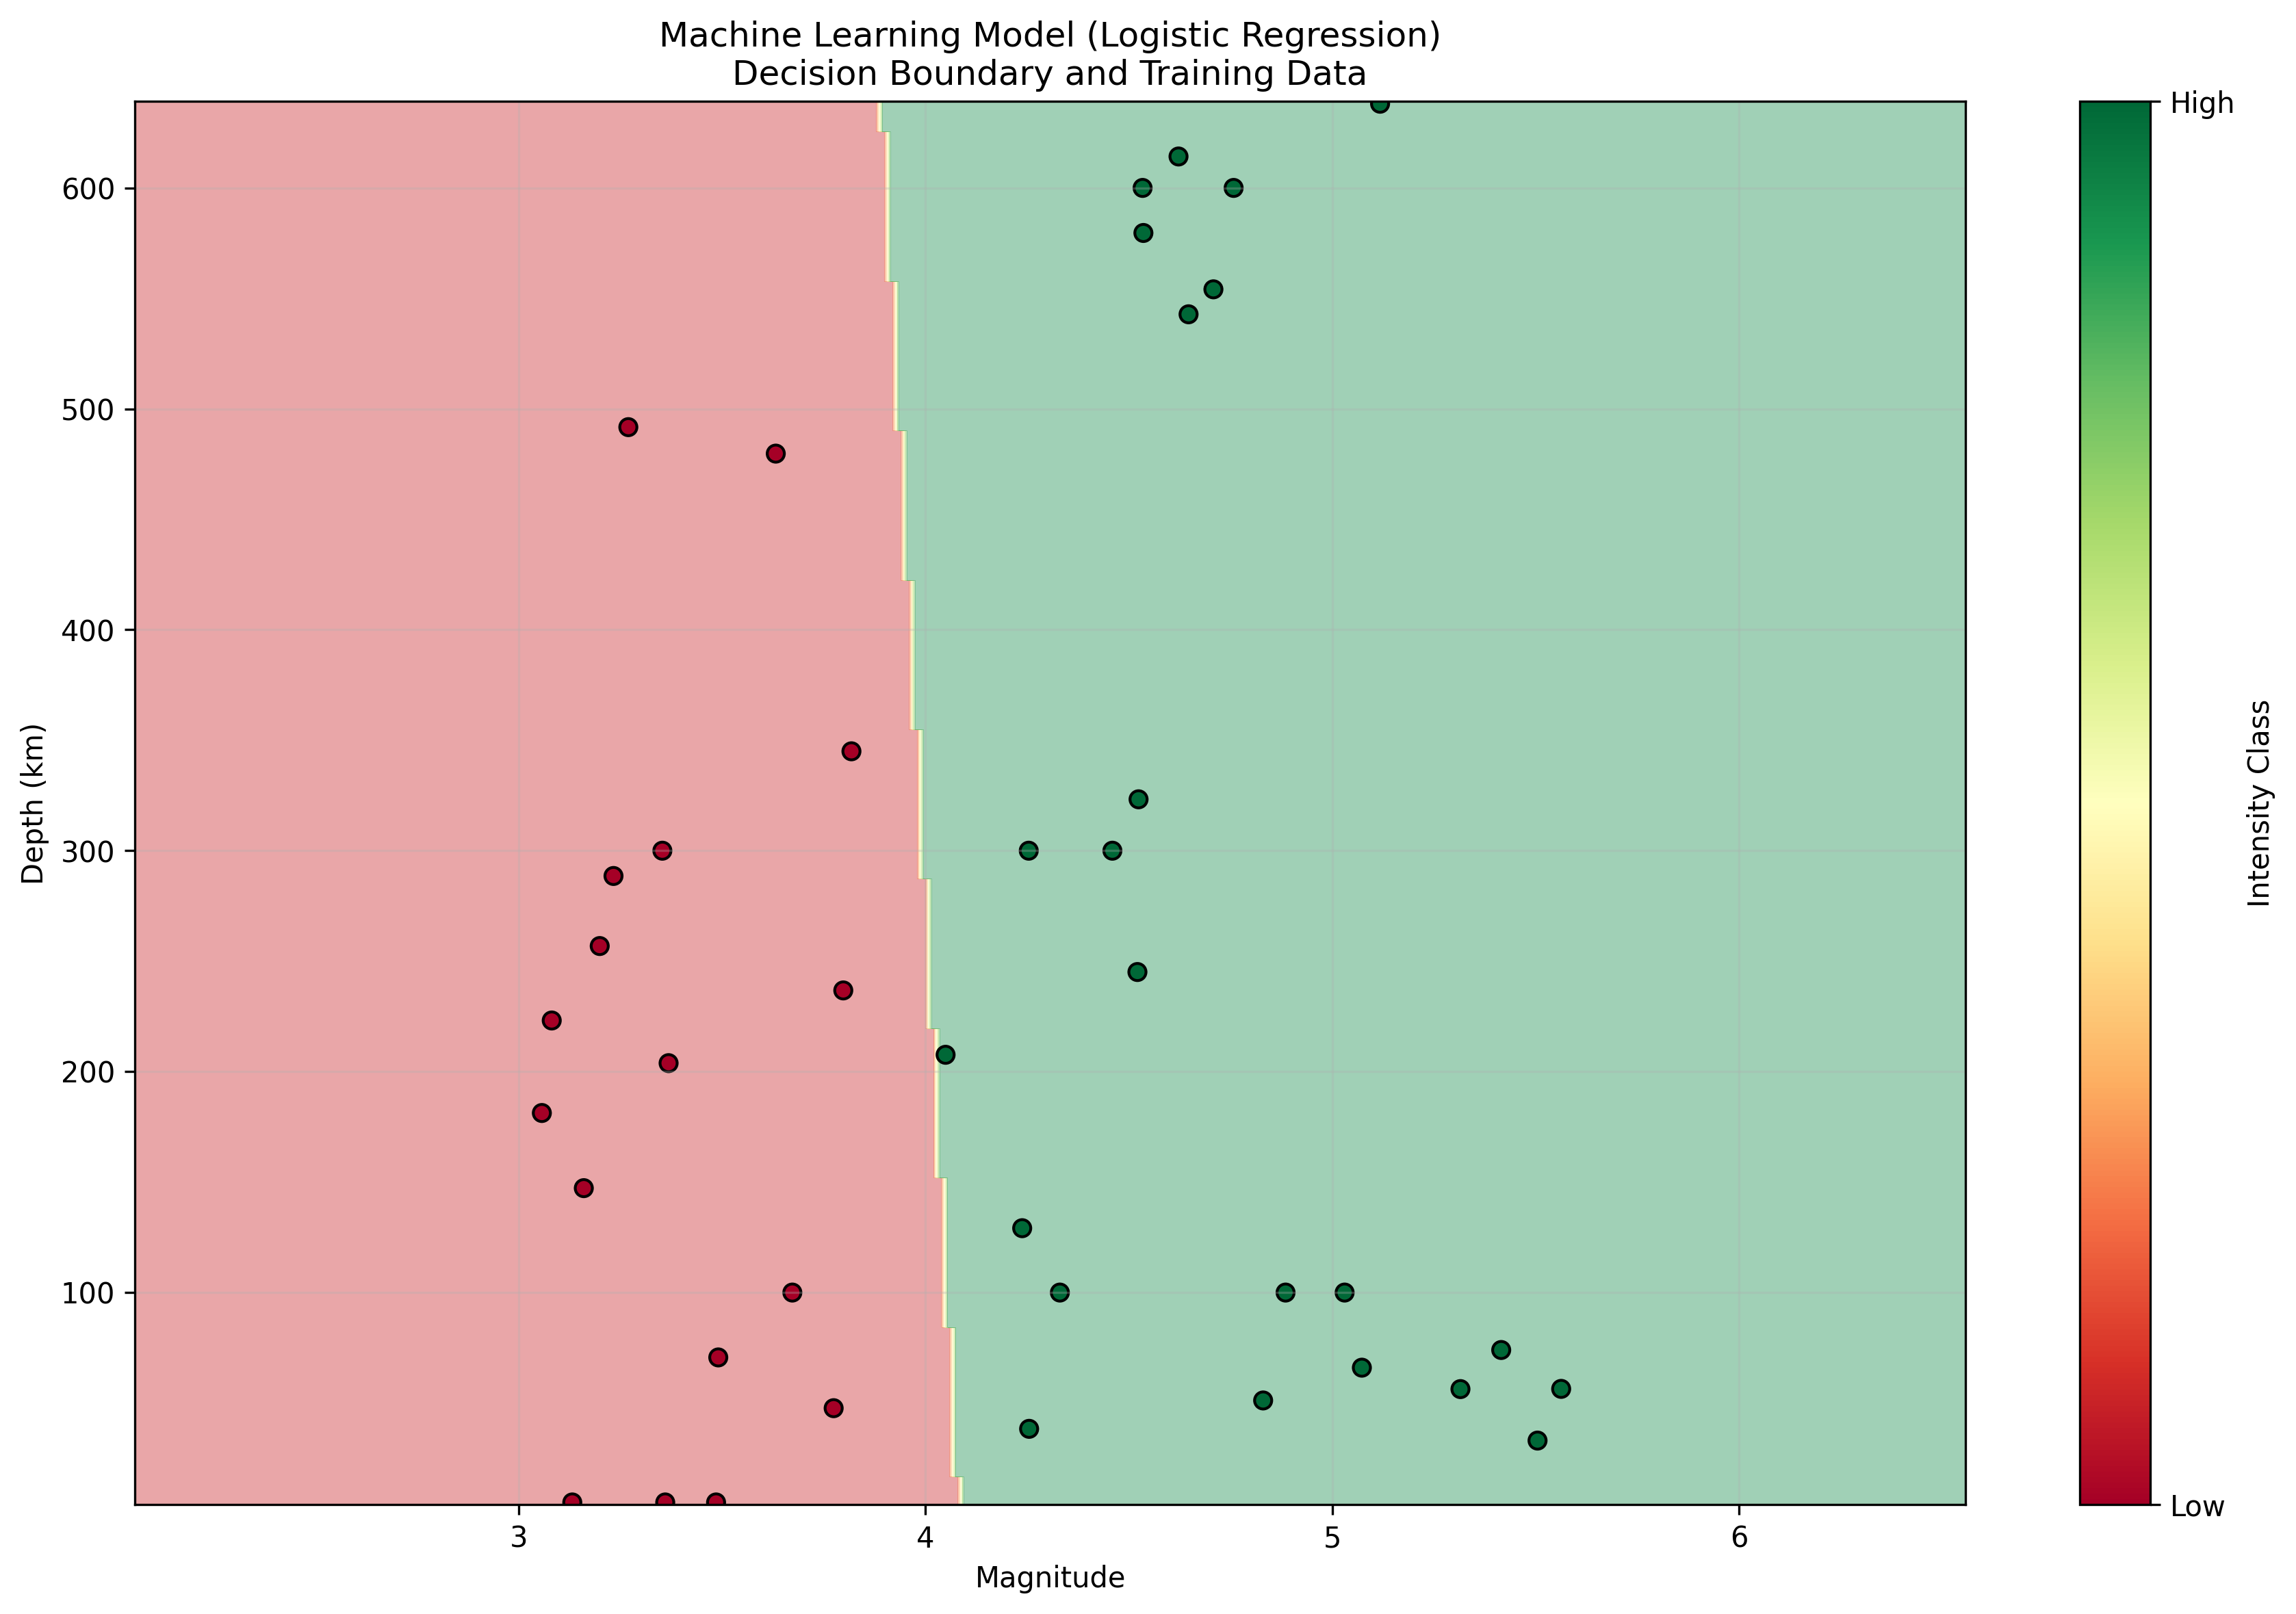 Machine Learning Model (Logistic Regression)
Decision Boundary and Training Data
High
600
500
400
300
200
100
Depth (km)
Intensity Class
Low
3 4 5 6
Magnitude